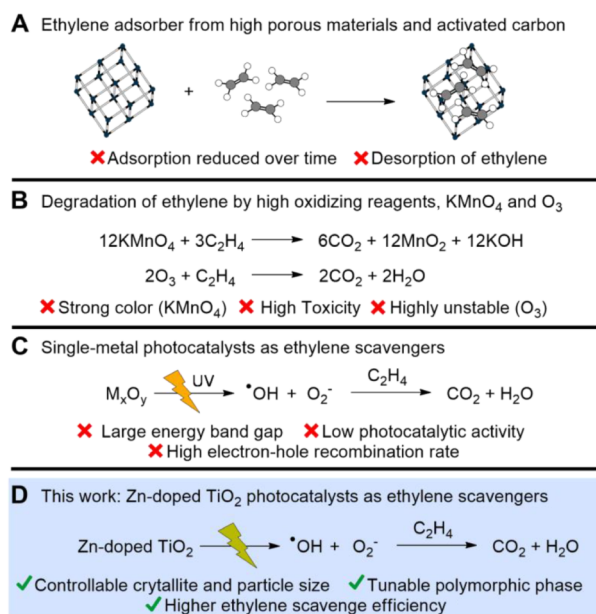 A Ethylene adsorber from high porous materials and activated carbon
+
❌ Adsorption reduced over time ❌ Desorption of ethylene
B Degradation of ethylene by high oxidizing reagents, KMnO₄ and O₃
12KMnO₄ + 3C₂H₄ ⟶ 6CO₂ + 12MnO₂ + 12KOH
2O₃ + C₂H₄ ⟶ 2CO₂ + 2H₂O
❌ Strong color (KMnO₄) ❌ High Toxicity ❌ Highly unstable (O₃)
C Single-metal photocatalysts as ethylene scavengers
MₓOᵧ UV ⟶ •OH + O₂⁻ C₂H₄ ⟶ CO₂ + H₂O
❌ Large energy band gap ❌ Low photocatalytic activity
❌ High electron-hole recombination rate
D This work: Zn-doped TiO₂ photocatalysts as ethylene scavengers
Zn-doped TiO₂ ⟶ •OH + O₂⁻ C₂H₄ ⟶ CO₂ + H₂O
✓ Controllable crytallite and particle size ✓ Tunable polymorphic phase
✓ Higher ethylene scavenge efficiency